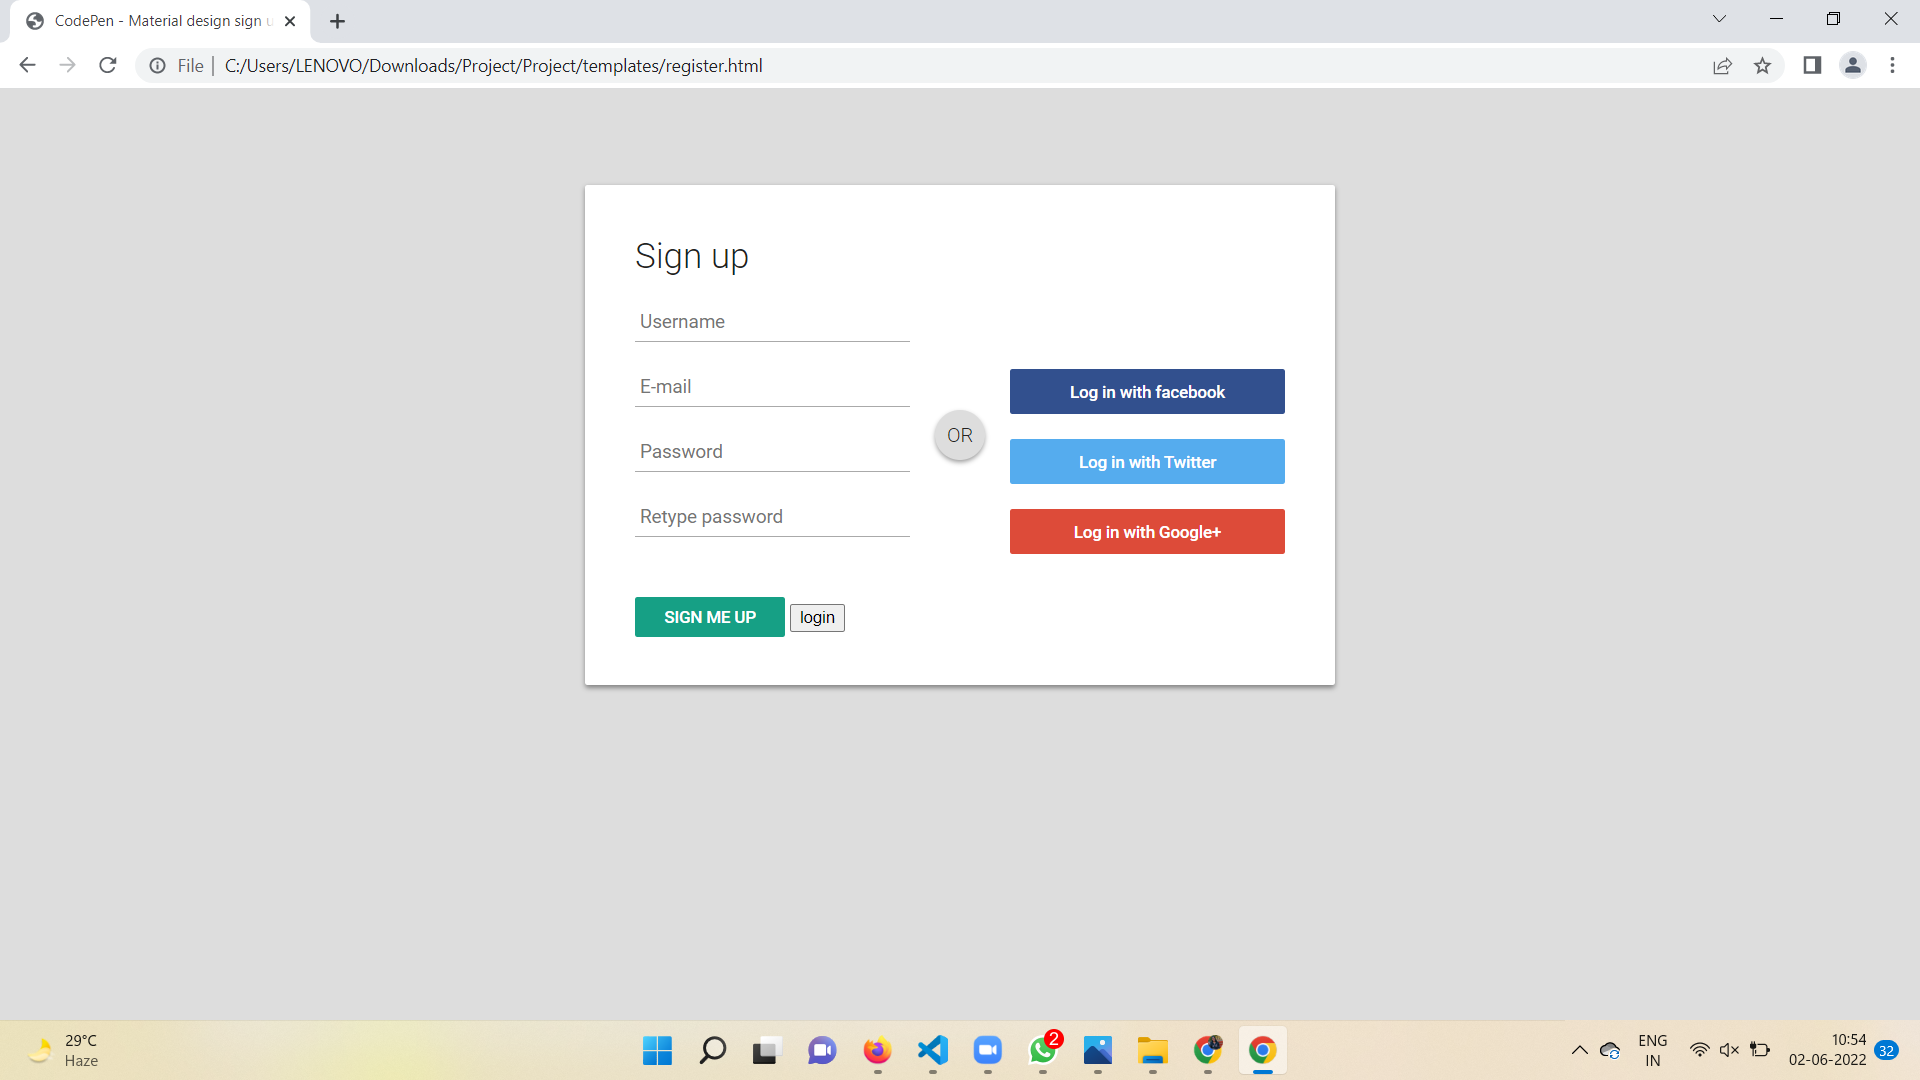 CodePen - Material design sign u
File
C:/Users/LENOVO/Downloads/Project/Project/templates/register.html
Sign up
Username
E-mail
Password
Retype password
OR
Log in with facebook
Log in with Twitter
Log in with Google+
SIGN ME UP
login
29°C
Haze
2
ENG
IN
10:54
02-06-2022
32